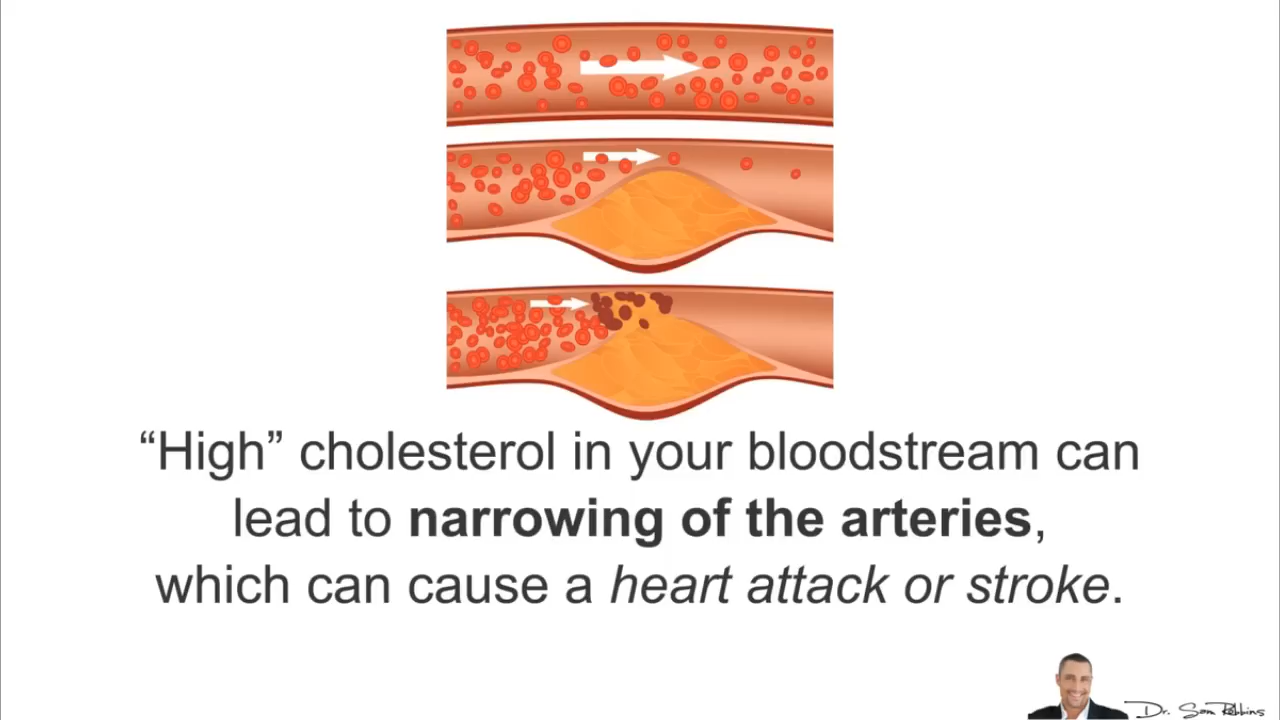 “High” cholesterol in your bloodstream can
lead to narrowing of the arteries,
which can cause a heart attack or stroke.
Dr. Sam Robbins